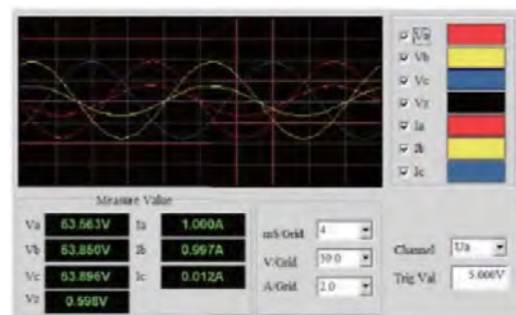 Ua
Vb
Vc
Vz
Ia
Ib
Ic
Measure Value
Va 63.563V Ia 1.000A
Vb 63.850V Ib 0.997A
Vc 63.896V Ic 0.012A
Vz 0.598V
mS/Grid 4
V/Grid 50.0
A/Grid 2.0
Channel Ua
Trig Val 5.000V